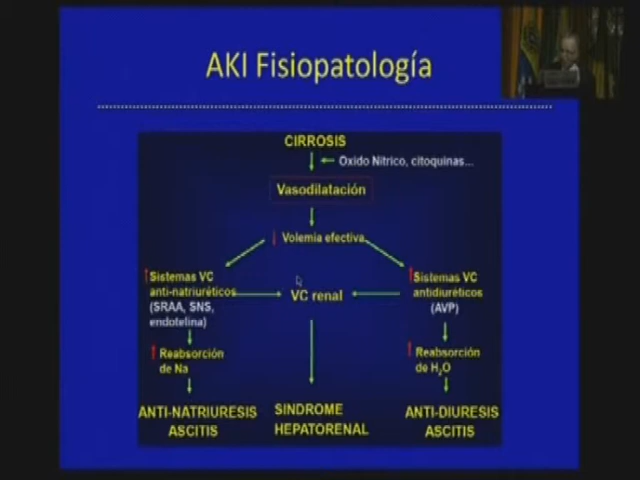 AKI Fisiopatología
CIRROSIS
Oxido Nitrico, citoquinas...
Vasodilatación
Volemia efectiva
Sistemas VC
anti-natriuréticos
(SRAA, SNS,
endotelina)
VC renal
Sistemas VC
antidiuréticos
(AVP)
Reabsorción
de Na
Reabsorción
de H2O
ANTI-NATRIURESIS
ASCITIS
SINDROME
HEPATORENAL
ANTI-DIURESIS
ASCITIS